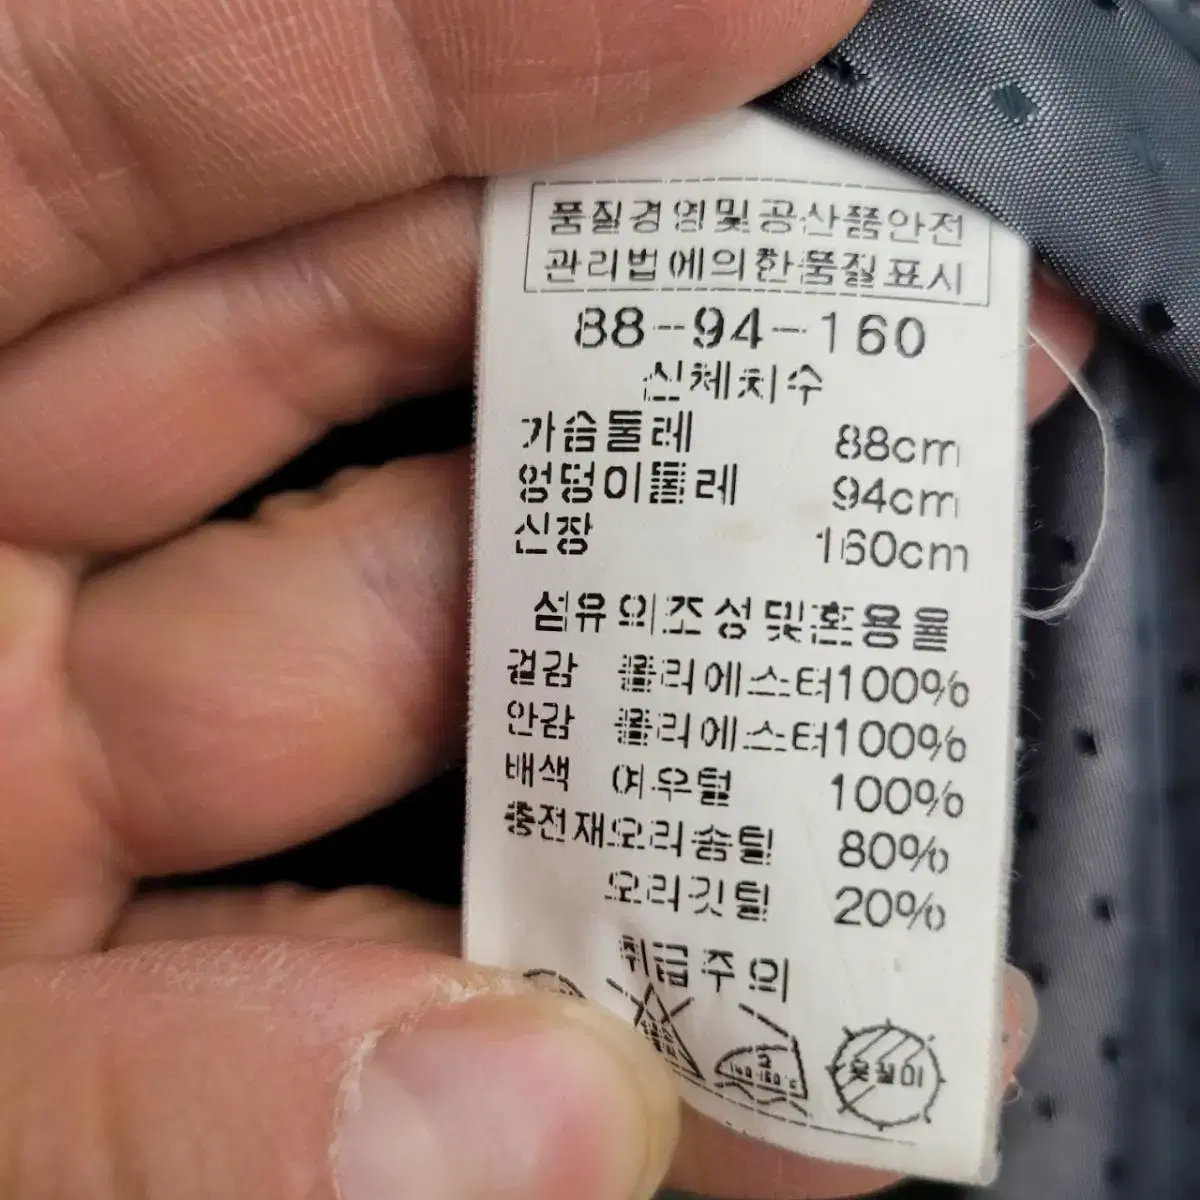 품질경영및공산품안전
관리법에의한품질표시
88-94-160
신체치수
가슴둘레 88cm
엉덩이둘레 94cm
신장 160cm
섬유의조성및혼용율
겉감 폴리에스터100%
안감 폴리에스터100%
배색 여우털 100%
충전재오리솜털 80%
오리깃털 20%
취급주의
옷걸이